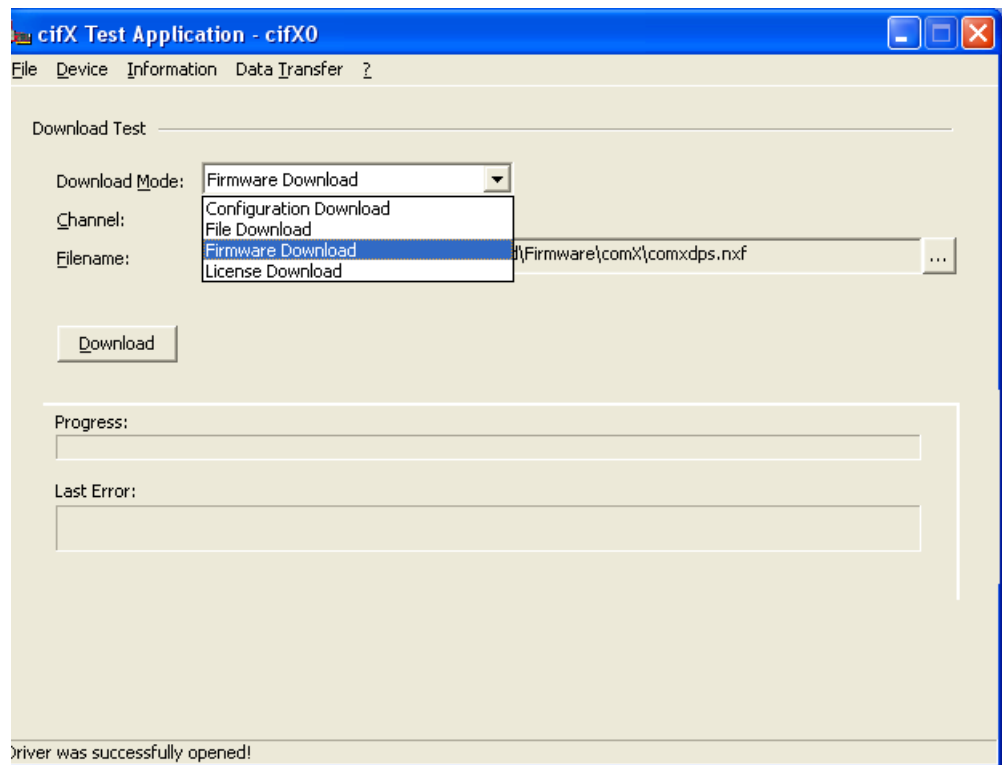 cifX Test Application - cifX0
File Device Information Data Transfer ?
Download Test
Download Mode: Firmware Download
Configuration Download
Channel:
File Download
Firmware Download
Filename: \Firmware\comX\comxdps.nxf ...
License Download
Download
Progress:
Last Error:
Driver was successfully opened!